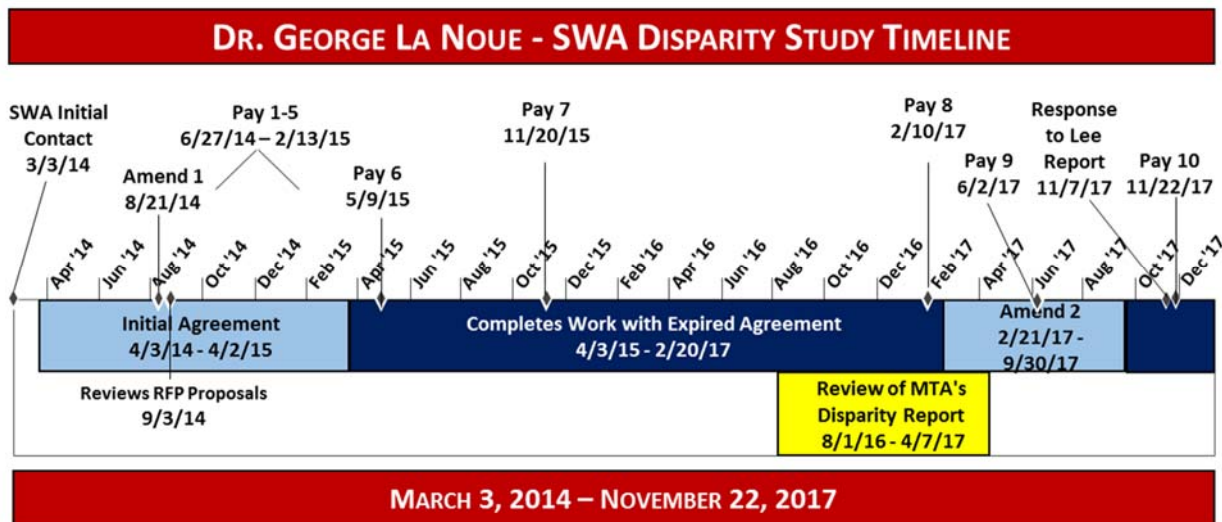 DR. GEORGE LA NOUE - SWA DISPARITY STUDY TIMELINE
SWA Initial
Contact
3/3/14
Amend 1
8/21/14
Pay 1-5
6/27/14 – 2/13/15
Pay 6
5/9/15
Pay 7
11/20/15
Pay 8
2/10/17
Pay 9
6/2/17
Response
to Lee
Report
11/7/17
Pay 10
11/22/17
Apr '14
Jun '14
Aug '14
Oct '14
Dec '14
Feb '15
Apr '15
Jun '15
Aug '15
Oct '15
Dec '15
Feb '16
Apr '16
Jun '16
Aug '16
Oct '16
Dec '16
Feb '17
Apr '17
Jun '17
Aug '17
Oct '17
Dec '17
Initial Agreement
4/3/14 - 4/2/15
Completes Work with Expired Agreement
4/3/15 - 2/20/17
Amend 2
2/21/17 -
9/30/17
Reviews RFP Proposals
9/3/14
Review of MTA's
Disparity Report
8/1/16 - 4/7/17
MARCH 3, 2014 – NOVEMBER 22, 2017